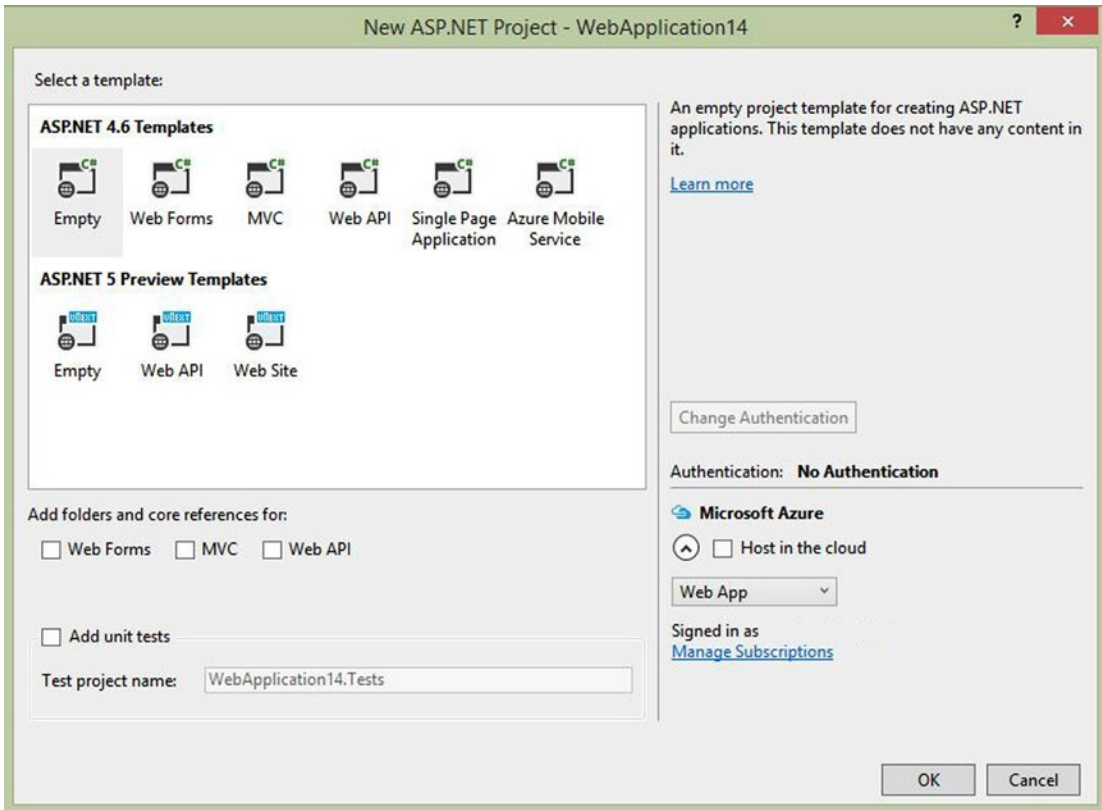 New ASP.NET Project - WebApplication14
?
Select a template:
ASP.NET 4.6 Templates
C# C# C# C# C# C#
Empty Web Forms MVC Web API Single Page Application Azure Mobile Service
ASP.NET 5 Preview Templates
Empty Web API Web Site
An empty project template for creating ASP.NET
applications. This template does not have any content in
it.
Learn more
Change Authentication
Authentication: No Authentication
Microsoft Azure
Host in the cloud
Web App
Signed in as
Manage Subscriptions
Add folders and core references for:
Web Forms MVC Web API
Add unit tests
Test project name: WebApplication14.Tests
OK Cancel